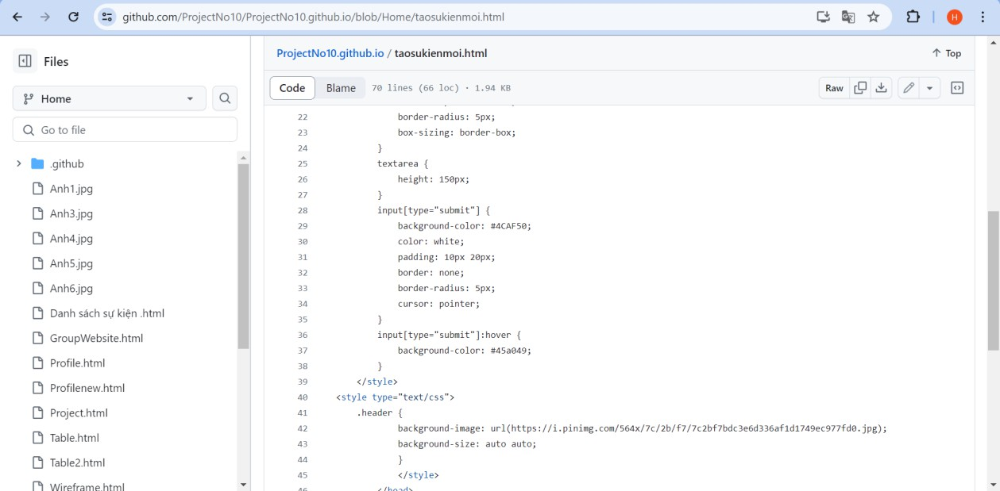 github.com/ProjectNo10/ProjectNo10.github.io/blob/Home/taosukienmoi.html
H
Files
Home
Go to file
.github
Anh1.jpg
Anh3.jpg
Anh4.jpg
Anh5.jpg
Anh6.jpg
Danh sách sự kiện .html
GroupWebsite.html
Profile.html
Profilenew.html
Project.html
Table.html
Table2.html
Wireframe.html
ProjectNo10.github.io / taosukienmoi.html
Top
Code Blame 70 lines (66 loc) · 1.94 KB
Raw
22 border-radius: 5px;
23 box-sizing: border-box;
24 }
25 textarea {
26 height: 150px;
27 }
28 input[type="submit"] {
29 background-color: #4CAF50;
30 color: white;
31 padding: 10px 20px;
32 border: none;
33 border-radius: 5px;
34 cursor: pointer;
35 }
36 input[type="submit"]:hover {
37 background-color: #45a049;
38 }
39 </style>
40 <style type="text/css">
41 .header {
42 background-image: url(https://i.pinimg.com/564x/7c/2b/f7/7c2bf7bdc3e6d336af1d1749ec977fd0.jpg);
43 background-size: auto auto;
44 }
45 </style>
46 </head>